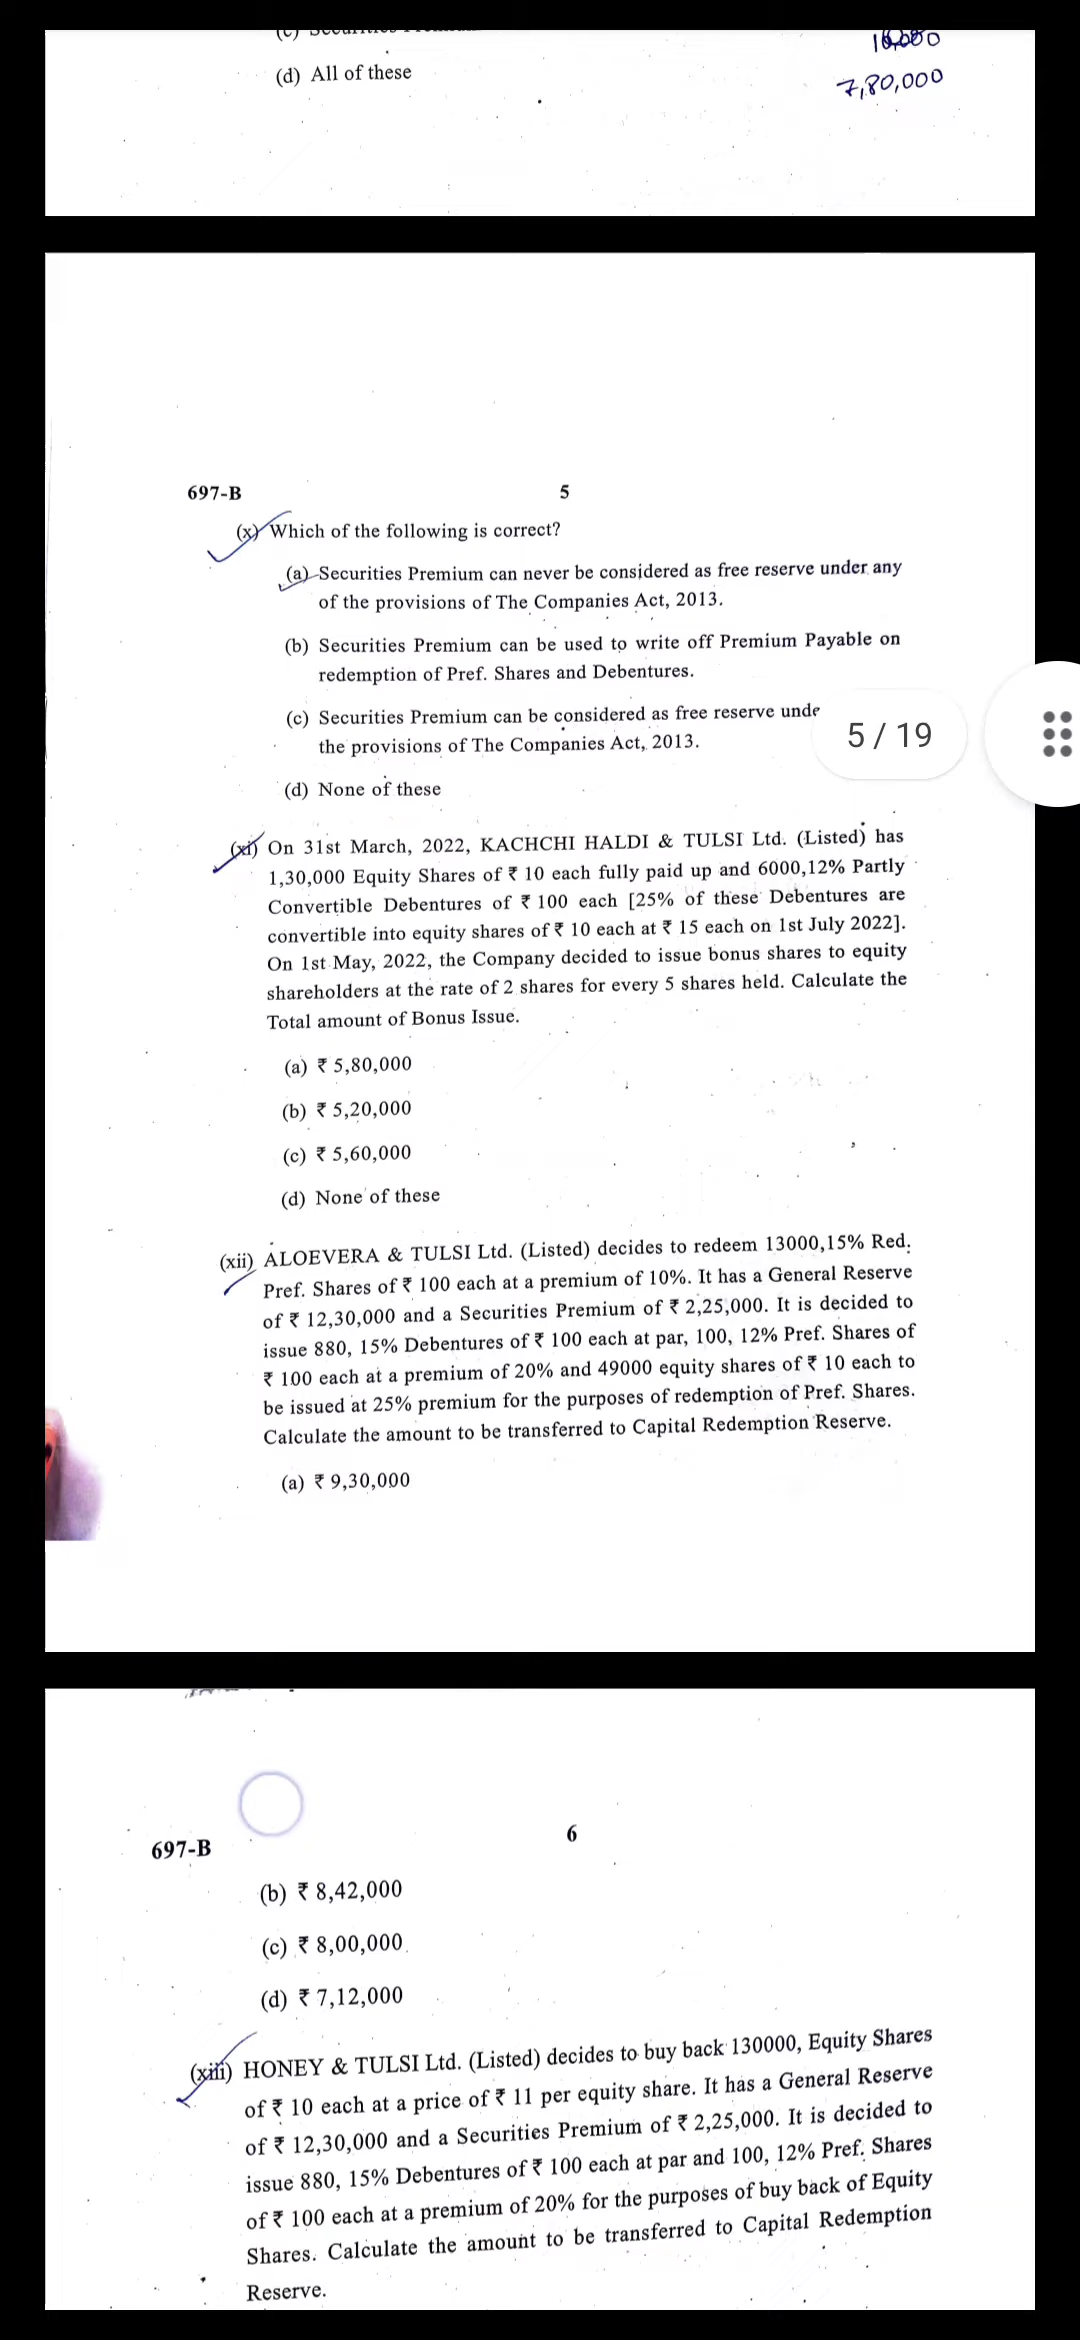 (d) All of these
7,80,000
697-B
5
(x) Which of the following is correct?
(a) Securities Premium can never be considered as free reserve under any
of the provisions of The Companies Act, 2013.
(b) Securities Premium can be used to write off Premium Payable on
redemption of Pref. Shares and Debentures.
(c) Securities Premium can be considered as free reserve unde
the provisions of The Companies Act, 2013.
5 / 19
(d) None of these
(xi) On 31st March, 2022, KACHCHI HALDI & TULSI Ltd. (Listed) has
1,30,000 Equity Shares of ₹ 10 each fully paid up and 6000,12% Partly
Convertible Debentures of ₹ 100 each [25% of these Debentures are
convertible into equity shares of ₹ 10 each at ₹ 15 each on 1st July 2022].
On 1st May, 2022, the Company decided to issue bonus shares to equity
shareholders at the rate of 2 shares for every 5 shares held. Calculate the
Total amount of Bonus Issue.
(a) ₹ 5,80,000
(b) ₹ 5,20,000
(c) ₹ 5,60,000
(d) None of these
(xii) ALOEVERA & TULSI Ltd. (Listed) decides to redeem 13000,15% Red.
Pref. Shares of ₹ 100 each at a premium of 10%. It has a General Reserve
of ₹ 12,30,000 and a Securities Premium of ₹ 2,25,000. It is decided to
issue 880, 15% Debentures of ₹ 100 each at par, 100, 12% Pref. Shares of
₹ 100 each at a premium of 20% and 49000 equity shares of ₹ 10 each to
be issued at 25% premium for the purposes of redemption of Pref. Shares.
Calculate the amount to be transferred to Capital Redemption Reserve.
(a) ₹ 9,30,000
697-B
6
(b) ₹ 8,42,000
(c) ₹ 8,00,000
(d) ₹ 7,12,000
(xiii) HONEY & TULSI Ltd. (Listed) decides to buy back 130000, Equity Shares
of ₹ 10 each at a price of ₹ 11 per equity share. It has a General Reserve
of ₹ 12,30,000 and a Securities Premium of ₹ 2,25,000. It is decided to
issue 880, 15% Debentures of ₹ 100 each at par and 100, 12% Pref. Shares
of ₹ 100 each at a premium of 20% for the purposes of buy back of Equity
Shares. Calculate the amount to be transferred to Capital Redemption
Reserve.